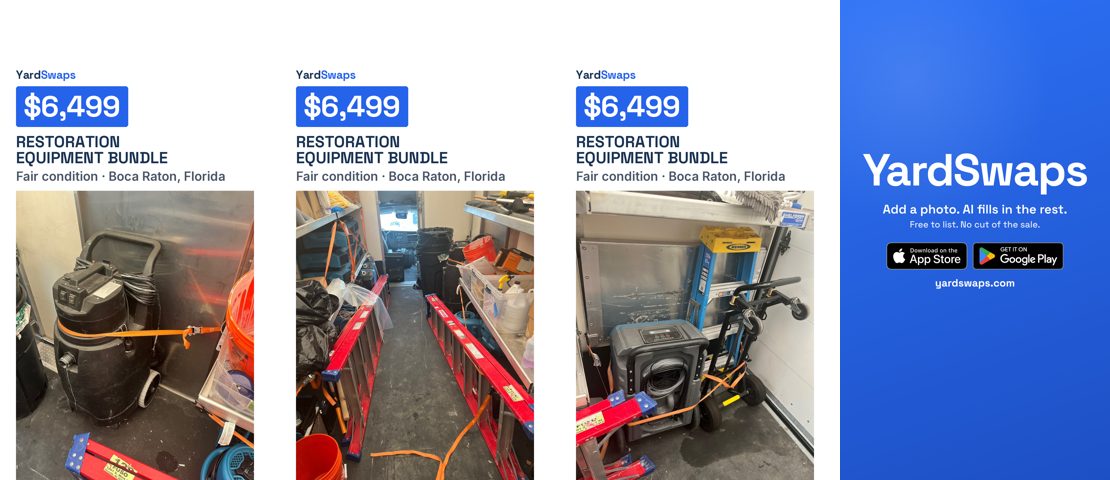 YardSwaps
$6,499
RESTORATION
EQUIPMENT BUNDLE
Fair condition · Boca Raton, Florida
YardSwaps
$6,499
RESTORATION
EQUIPMENT BUNDLE
Fair condition · Boca Raton, Florida
YardSwaps
$6,499
RESTORATION
EQUIPMENT BUNDLE
Fair condition · Boca Raton, Florida
YardSwaps
Add a photo. AI fills in the rest.
Free to list. No cut of the sale.
Download on the
App Store
GET IT ON
Google Play
yardswaps.com